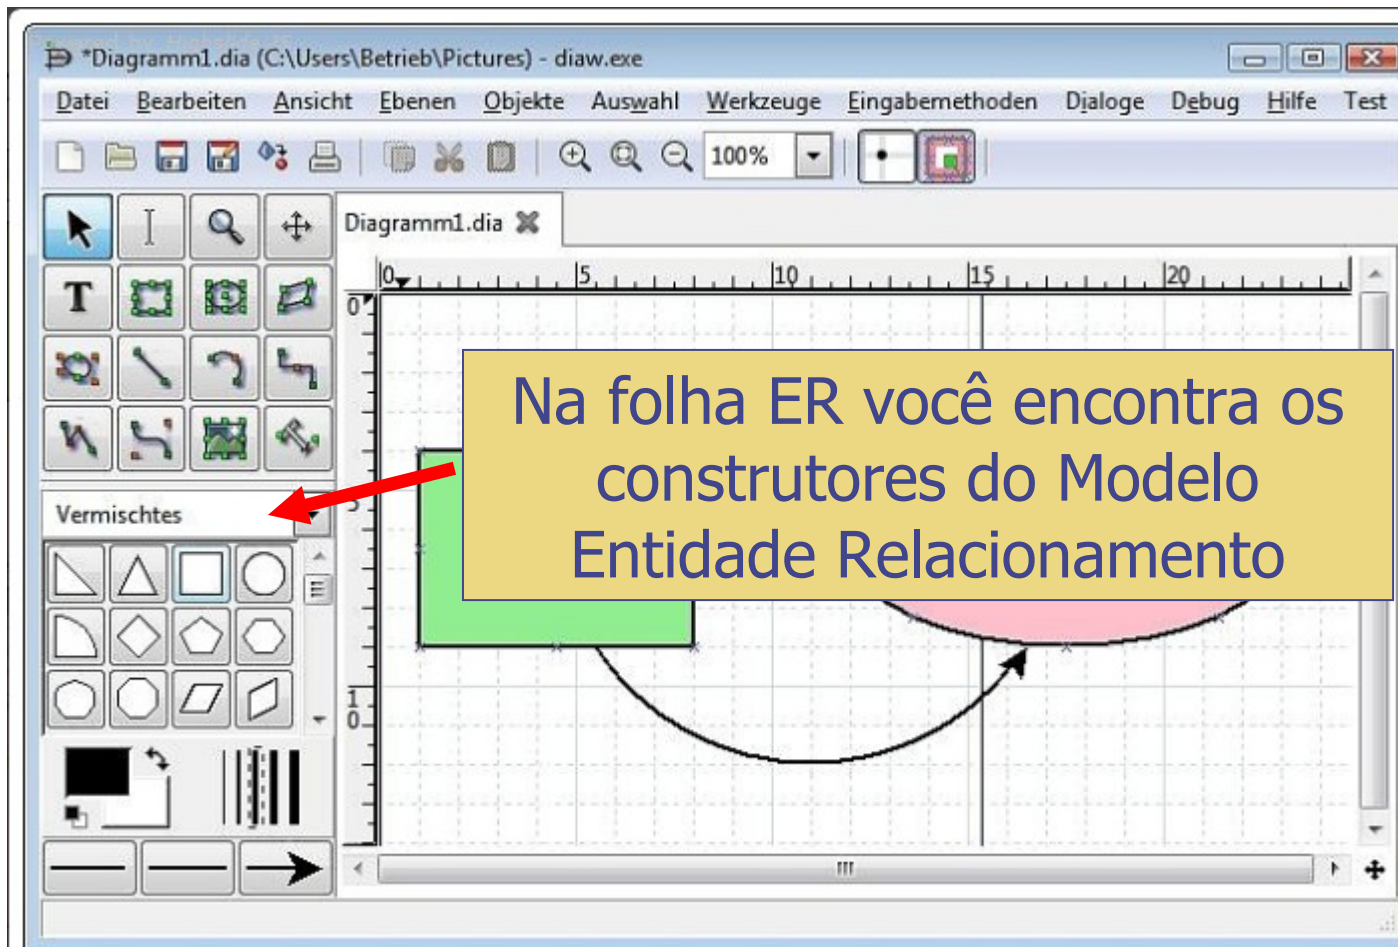 *Diagramm1.dia (C:\Users\Betrieb\Pictures) - diaw.exe
Datei Bearbeiten Ansicht Ebenen Objekte Auswahl Werkzeuge Eingabemethoden Dialoge Debug Hilfe Test
100%
Diagramm1.dia
0 5 10 15 20
0
T
Na folha ER você encontra os
construtores do Modelo
Entidade Relacionamento
5
Vermischtes
10